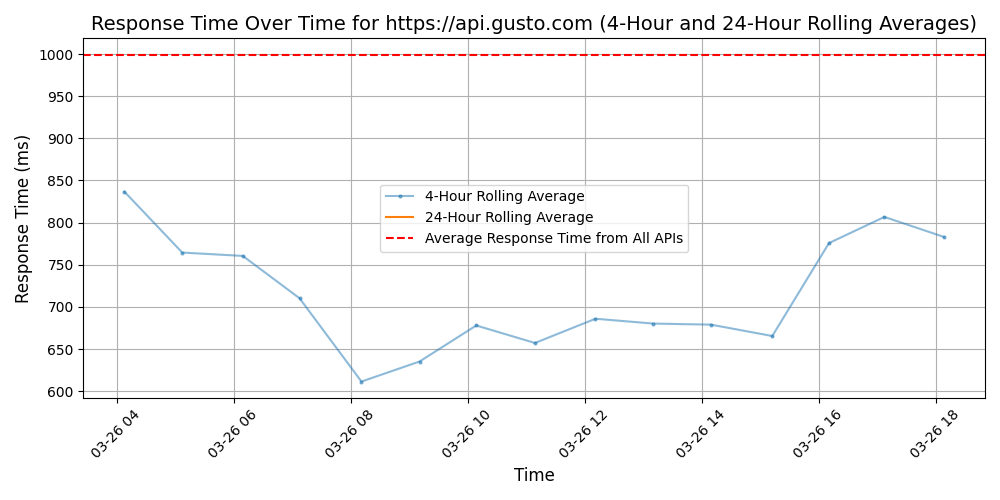 Response Time Over Time for https://api.gusto.com (4-Hour and 24-Hour Rolling Averages)
Response Time (ms)
1000
950
900
850
800
750
700
650
600
4-Hour Rolling Average
24-Hour Rolling Average
Average Response Time from All APIs
03-26 04
03-26 06
03-26 08
03-26 10
03-26 12
03-26 14
03-26 16
03-26 18
Time